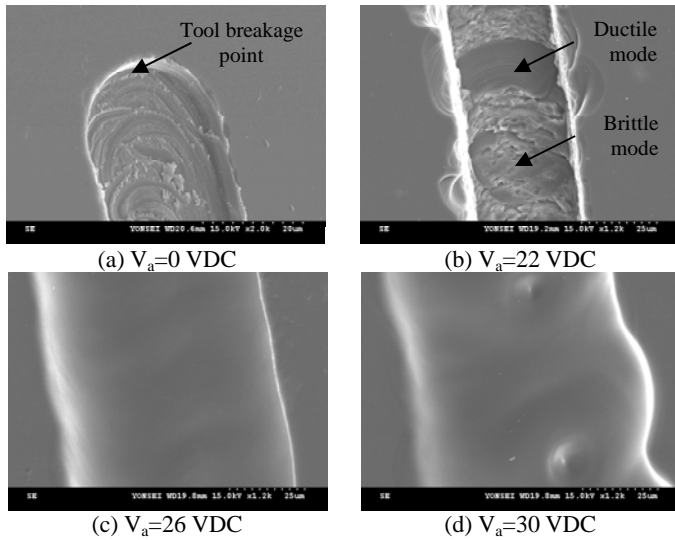 Tool breakage
point
SE YONSEI WD20.6mm 15.0kV x2.0k 20um
Ductile
mode
Brittle
mode
SE YONSEI WD19.2mm 15.0kV x1.2k 25um
(a) Vₐ=0 VDC
(b) Vₐ=22 VDC
SE YONSEI WD19.8mm 15.0kV x1.2k 25um
SE YONSEI WD19.8mm 15.0kV x1.2k 25um
(c) Vₐ=26 VDC
(d) Vₐ=30 VDC